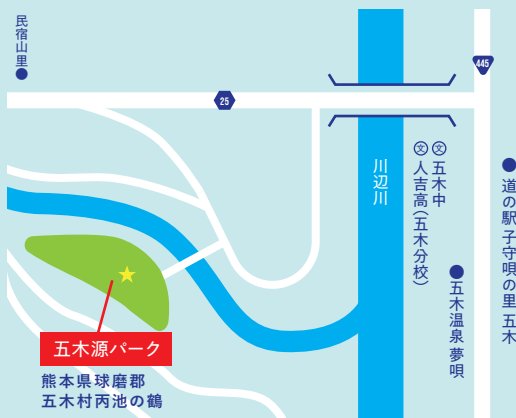 民宿山里
25
445
川辺川
文 五木中
文 人吉高(五木分校)
道の駅 子守唄の里 五木
五木温泉 夢唄
五木源パーク
熊本県球磨郡
五木村丙池の鶴